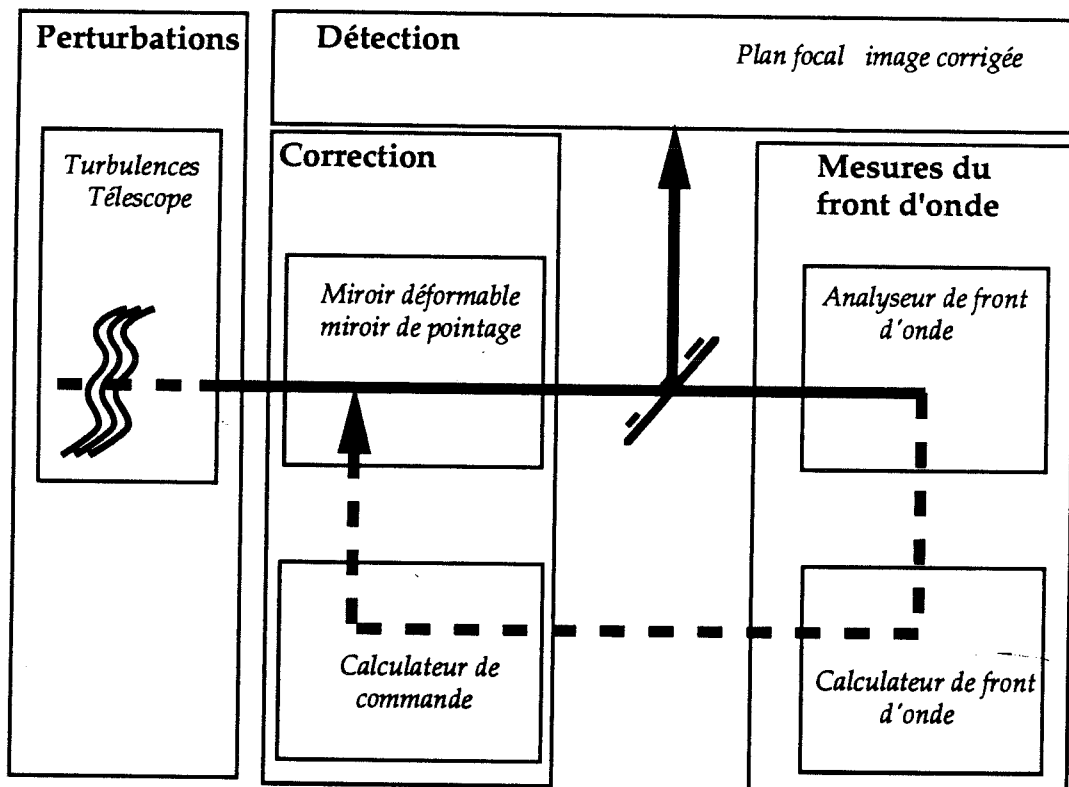 Perturbations
Turbulences
Télescope
Détection
Plan focal image corrigée
Correction
Miroir déformable
miroir de pointage
Calculateur de
commande
Mesures du
front d'onde
Analyseur de front
d'onde
Calculateur de front
d'onde